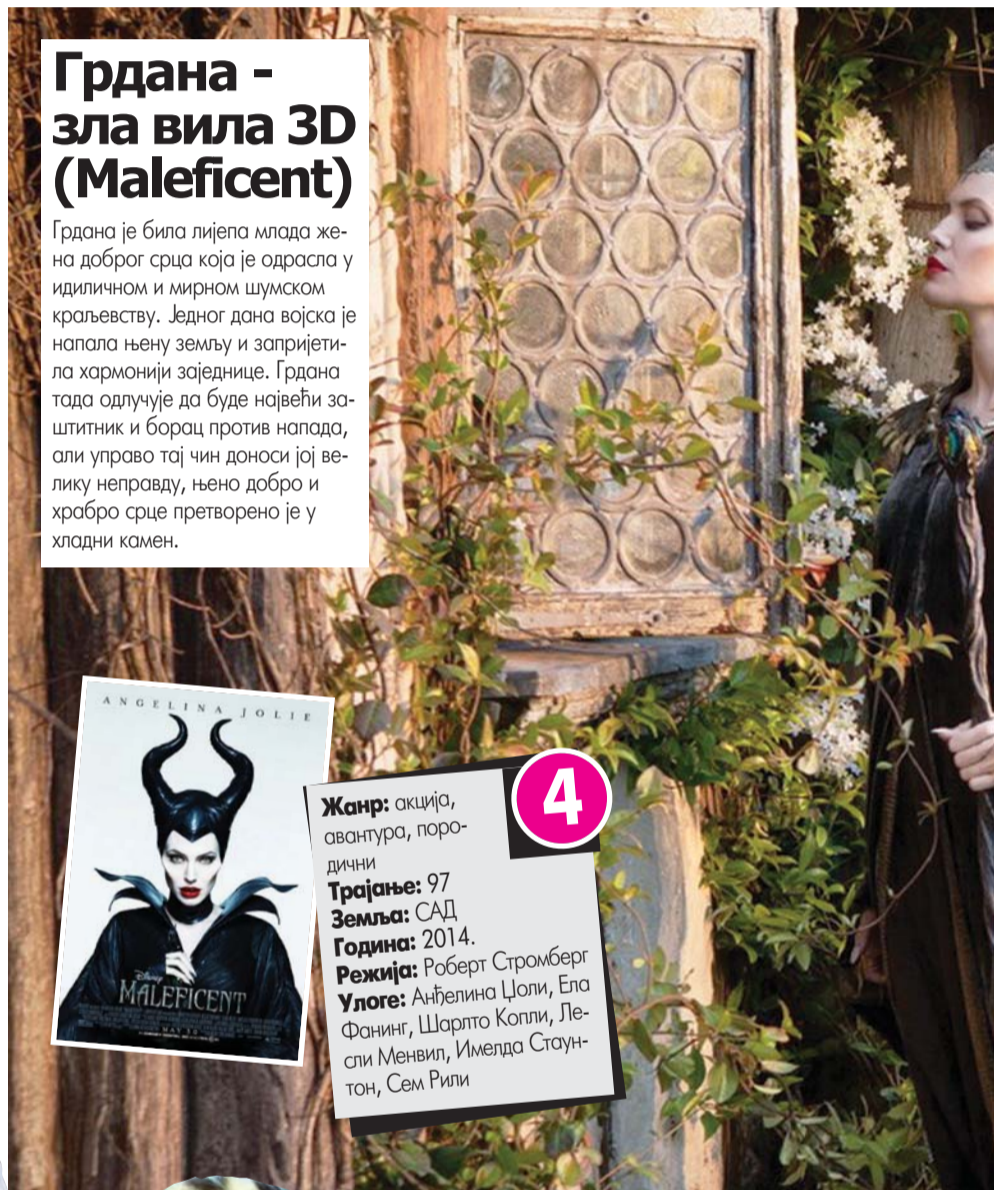 Грдана -
зла вила 3D
(Maleficent)
Грдана је била лијепа млада же-
на доброг срца која је одрасла у
идиличном и мирном шумском
краљевству. Једног дана војска је
напала њену земљу и запријети-
ла хармонији заједнице. Грдана
тада одлучује да буде највећи за-
штитник и борац против напада,
али управо тај чин доноси јој ве-
лику неправду, њено добро и
храбро срце претворено је у
хладни камен.
ANGELINA JOLIE
Disney
MALEFICENT
4
Жанр: акција,
авантура, поро-
дични
Трајање: 97
Земља: САД
Година: 2014.
Режија: Роберт Стромберг
Улоге: Анђелина Џоли, Ела
Фанинг, Шарлто Копли, Ле-
сли Менвил, Имелда Стаун-
тон, Сем Рили